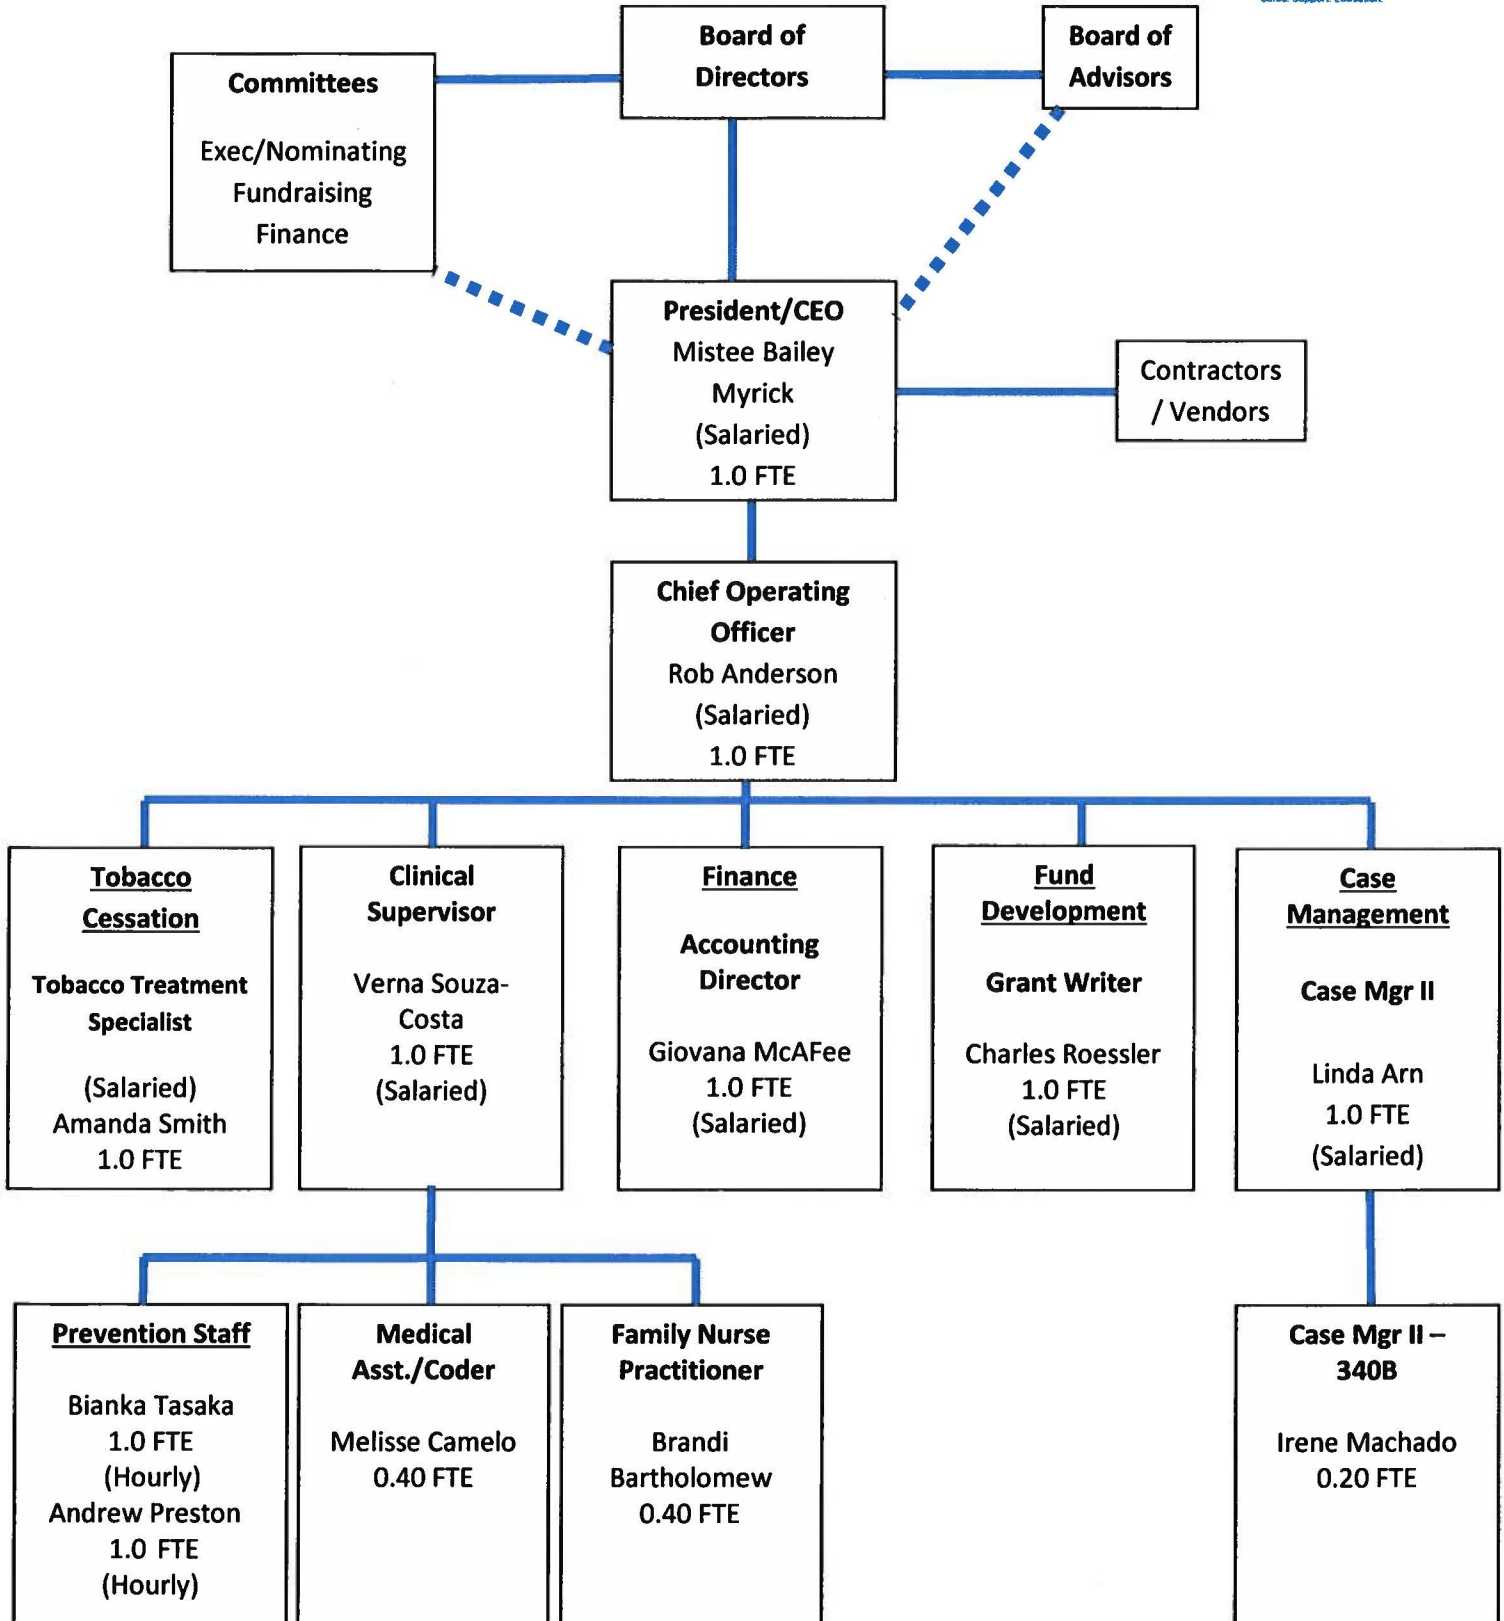 Board of
Directors
Board of
Advisors
Committees
Exec/Nominating
Fundraising
Finance
President/CEO
Mistee Bailey
Myrick
(Salaried)
1.0 FTE
Contractors
/ Vendors
Chief Operating
Officer
Rob Anderson
(Salaried)
1.0 FTE
Tobacco
Cessation
Tobacco Treatment
Specialist
(Salaried)
Amanda Smith
1.0 FTE
Clinical
Supervisor
Verna Souza-
Costa
1.0 FTE
(Salaried)
Finance
Accounting
Director
Giovana McAFee
1.0 FTE
(Salaried)
Fund
Development
Grant Writer
Charles Roessler
1.0 FTE
(Salaried)
Case
Management
Case Mgr II
Linda Arn
1.0 FTE
(Salaried)
Prevention Staff
Bianka Tasaka
1.0 FTE
(Hourly)
Andrew Preston
1.0 FTE
(Hourly)
Medical
Asst./Coder
Melisse Camelo
0.40 FTE
Family Nurse
Practitioner
Brandi
Bartholomew
0.40 FTE
Case Mgr II –
340B
Irene Machado
0.20 FTE